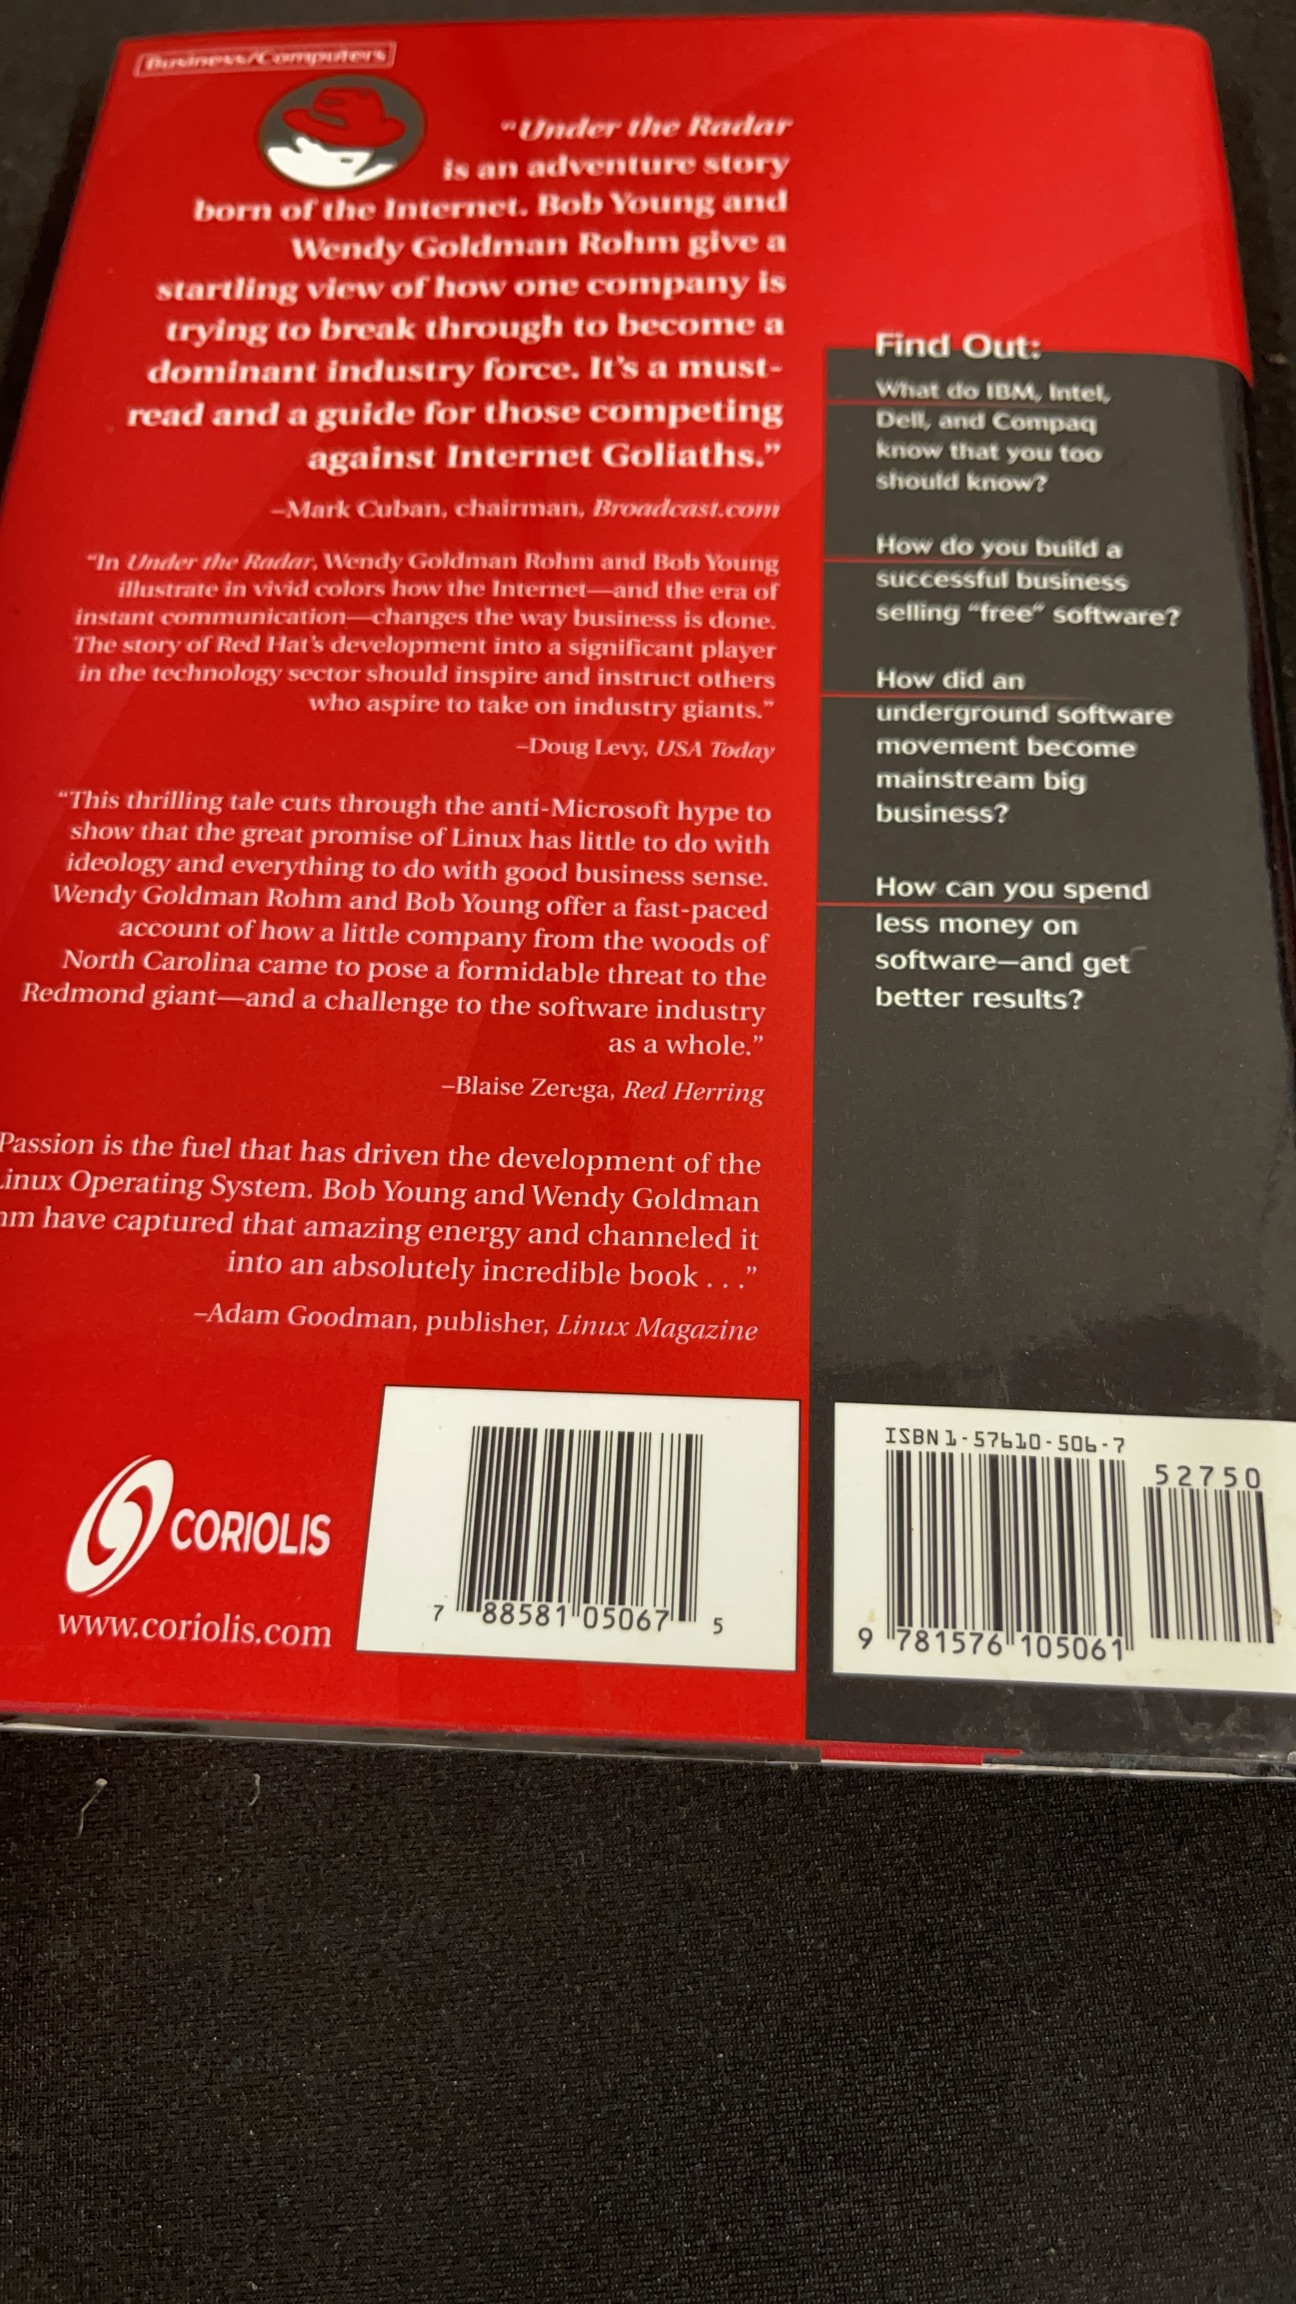 Business/Computers
"Under the Radar
is an adventure story
born of the Internet. Bob Young and
Wendy Goldman Rohm give a
startling view of how one company is
trying to break through to become a
dominant industry force. It's a must-
read and a guide for those competing
against Internet Goliaths."
–Mark Cuban, chairman, Broadcast.com
"In Under the Radar, Wendy Goldman Rohm and Bob Young
illustrate in vivid colors how the Internet—and the era of
instant communication—changes the way business is done.
The story of Red Hat's development into a significant player
in the technology sector should inspire and instruct others
who aspire to take on industry giants."
–Doug Levy, USA Today
"This thrilling tale cuts through the anti-Microsoft hype to
show that the great promise of Linux has little to do with
ideology and everything to do with good business sense.
Wendy Goldman Rohm and Bob Young offer a fast-paced
account of how a little company from the woods of
North Carolina came to pose a formidable threat to the
Redmond giant—and a challenge to the software industry
as a whole."
–Blaise Zerega, Red Herring
Passion is the fuel that has driven the development of the
Linux Operating System. Bob Young and Wendy Goldman
hm have captured that amazing energy and channeled it
into an absolutely incredible book . . ."
–Adam Goodman, publisher, Linux Magazine
CORIOLIS
www.coriolis.com
7 88581 05067 5
Find Out:
What do IBM, Intel,
Dell, and Compaq
know that you too
should know?
How do you build a
successful business
selling "free" software?
How did an
underground software
movement become
mainstream big
business?
How can you spend
less money on
software—and get
better results?
ISBN 1-57610-506-7
52750
9 781576 105061